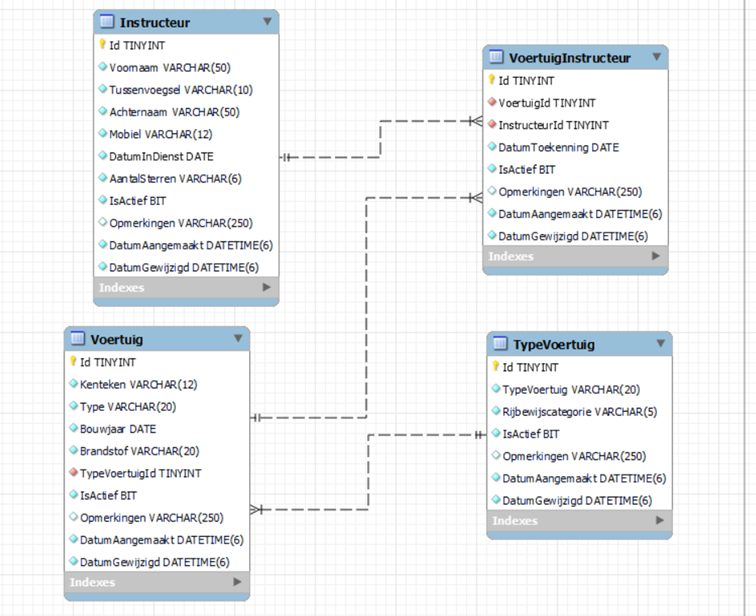 Instructeur
Id TINYINT
Voornaam VARCHAR(50)
Tussenvoegsel VARCHAR(10)
Achternaam VARCHAR(50)
Mobiel VARCHAR(12)
DatumInDienst DATE
AantalSterren VARCHAR(6)
IsActief BIT
Opmerkingen VARCHAR(250)
DatumAangemaakt DATETIME(6)
DatumGewijzigd DATETIME(6)
Indexes
VoertuigInstructeur
Id TINYINT
VoertuigId TINYINT
InstructeurId TINYINT
DatumToekenning DATE
IsActief BIT
Opmerkingen VARCHAR(250)
DatumAangemaakt DATETIME(6)
DatumGewijzigd DATETIME(6)
Indexes
Voertuig
Id TINYINT
Kenteken VARCHAR(12)
Type VARCHAR(20)
Bouwjaar DATE
Brandstof VARCHAR(20)
TypeVoertuigId TINYINT
IsActief BIT
Opmerkingen VARCHAR(250)
DatumAangemaakt DATETIME(6)
DatumGewijzigd DATETIME(6)
Indexes
TypeVoertuig
Id TINYINT
TypeVoertuig VARCHAR(20)
Rijbewijscategorie VARCHAR(5)
IsActief BIT
Opmerkingen VARCHAR(250)
DatumAangemaakt DATETIME(6)
DatumGewijzigd DATETIME(6)
Indexes